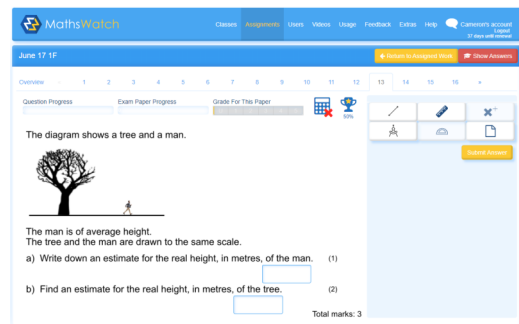 MathsWatch
Classes Assignments Users Videos Usage Feedback Extras Help Cameron's account
Logout
37 days until renewal
June 17 1F
Return to Assigned Work Show Answers
Overview 1 2 3 4 5 6 7 8 9 10 11 12 13 14 15 16
Question Progress Exam Paper Progress Grade For This Paper
50%
The diagram shows a tree and a man.
Submit Answer
The man is of average height.
The tree and the man are drawn to the same scale.
a) Write down an estimate for the real height, in metres, of the man. (1)
b) Find an estimate for the real height, in metres, of the tree. (2)
Total marks: 3